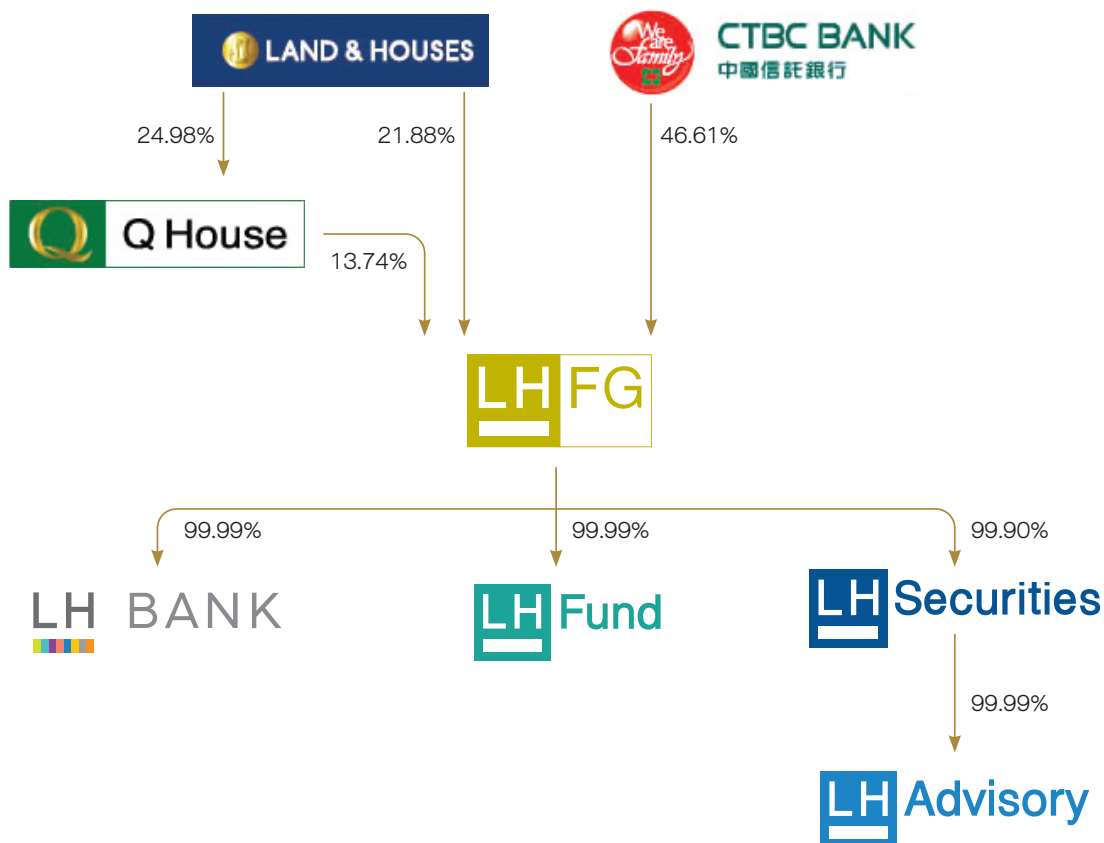 LAND & HOUSES
We
are
Family
CTBC BANK
中國信託銀行
24.98%
21.88%
46.61%
Q
Q House
13.74%
LH FG
99.99%
99.99%
99.90%
LH BANK
LH Fund
LH Securities
99.99%
LH Advisory